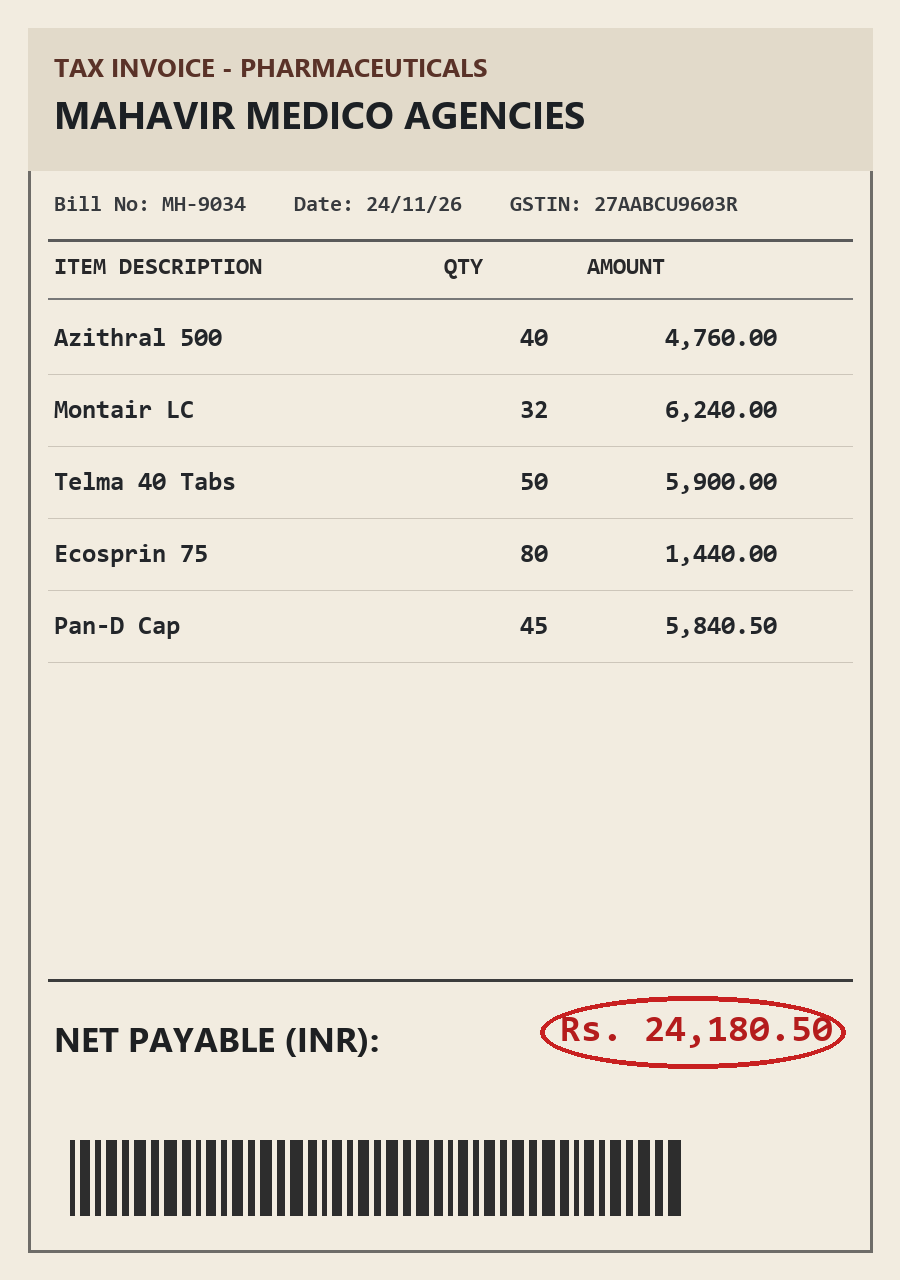 TAX INVOICE - PHARMACEUTICALS
MAHAVIR MEDICO AGENCIES
Bill No: MH-9034 Date: 24/11/26 GSTIN: 27AABCU9603R
ITEM DESCRIPTION QTY AMOUNT
Azithral 500 40 4,760.00
Montair LC 32 6,240.00
Telma 40 Tabs 50 5,900.00
Ecosprin 75 80 1,440.00
Pan-D Cap 45 5,840.50
NET PAYABLE (INR): Rs. 24,180.50